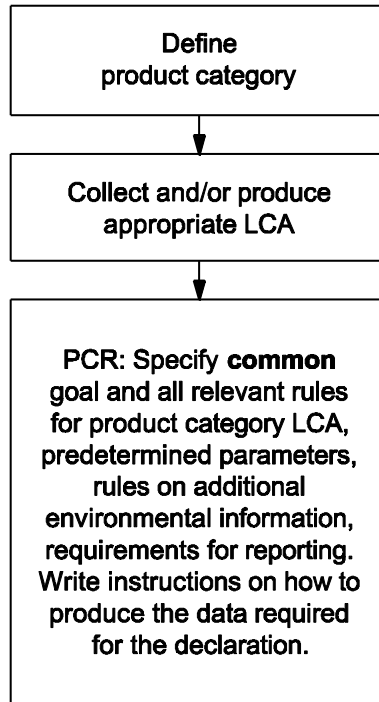 Define
product category
Collect and/or produce
appropriate LCA
PCR: Specify common
goal and all relevant rules
for product category LCA,
predetermined parameters,
rules on additional
environmental information,
requirements for reporting.
Write instructions on how to
produce the data required
for the declaration.